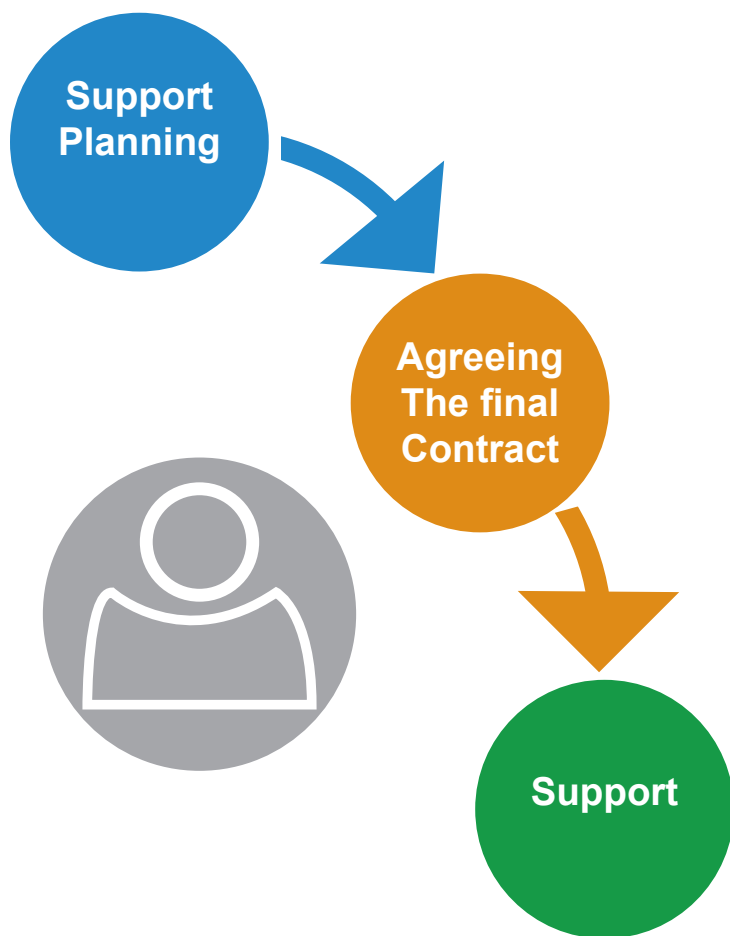 Support
Planning
Agreeing
The final
Contract
Support